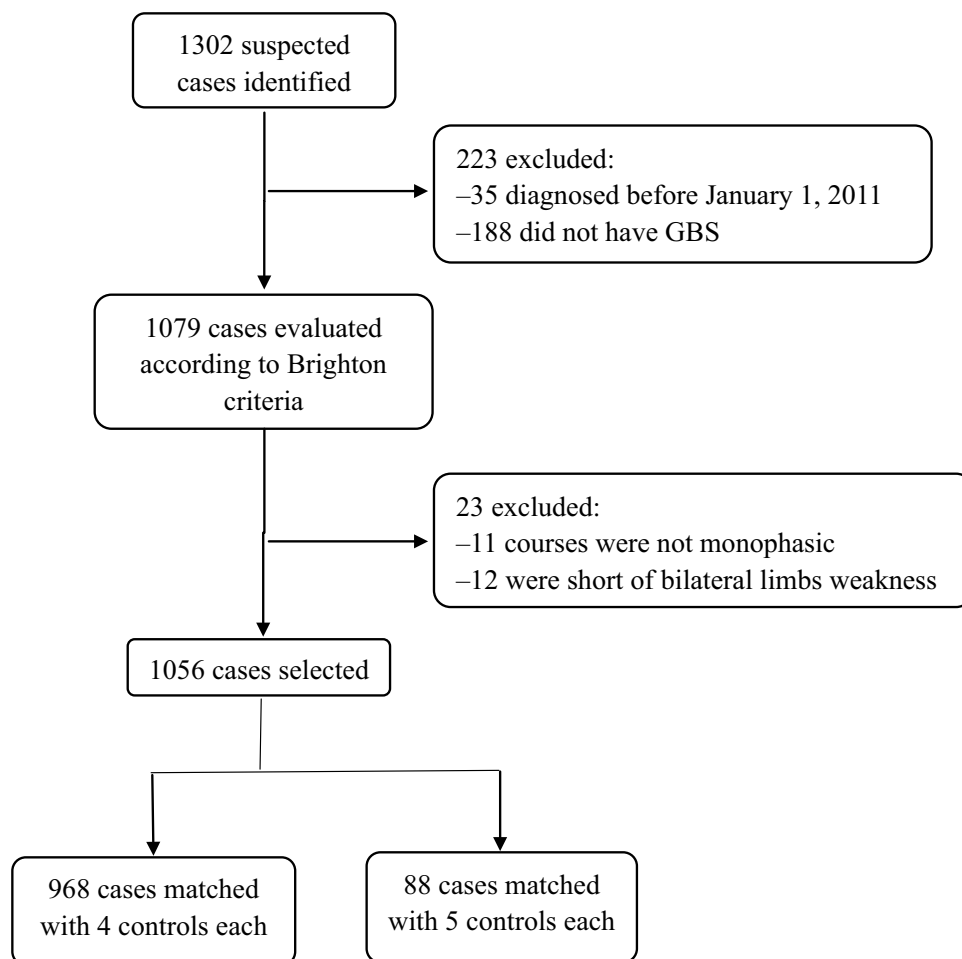 1302 suspected
cases identified
223 excluded:
–35 diagnosed before January 1, 2011
–188 did not have GBS
1079 cases evaluated
according to Brighton
criteria
23 excluded:
–11 courses were not monophasic
–12 were short of bilateral limbs weakness
1056 cases selected
968 cases matched
with 4 controls each
88 cases matched
with 5 controls each